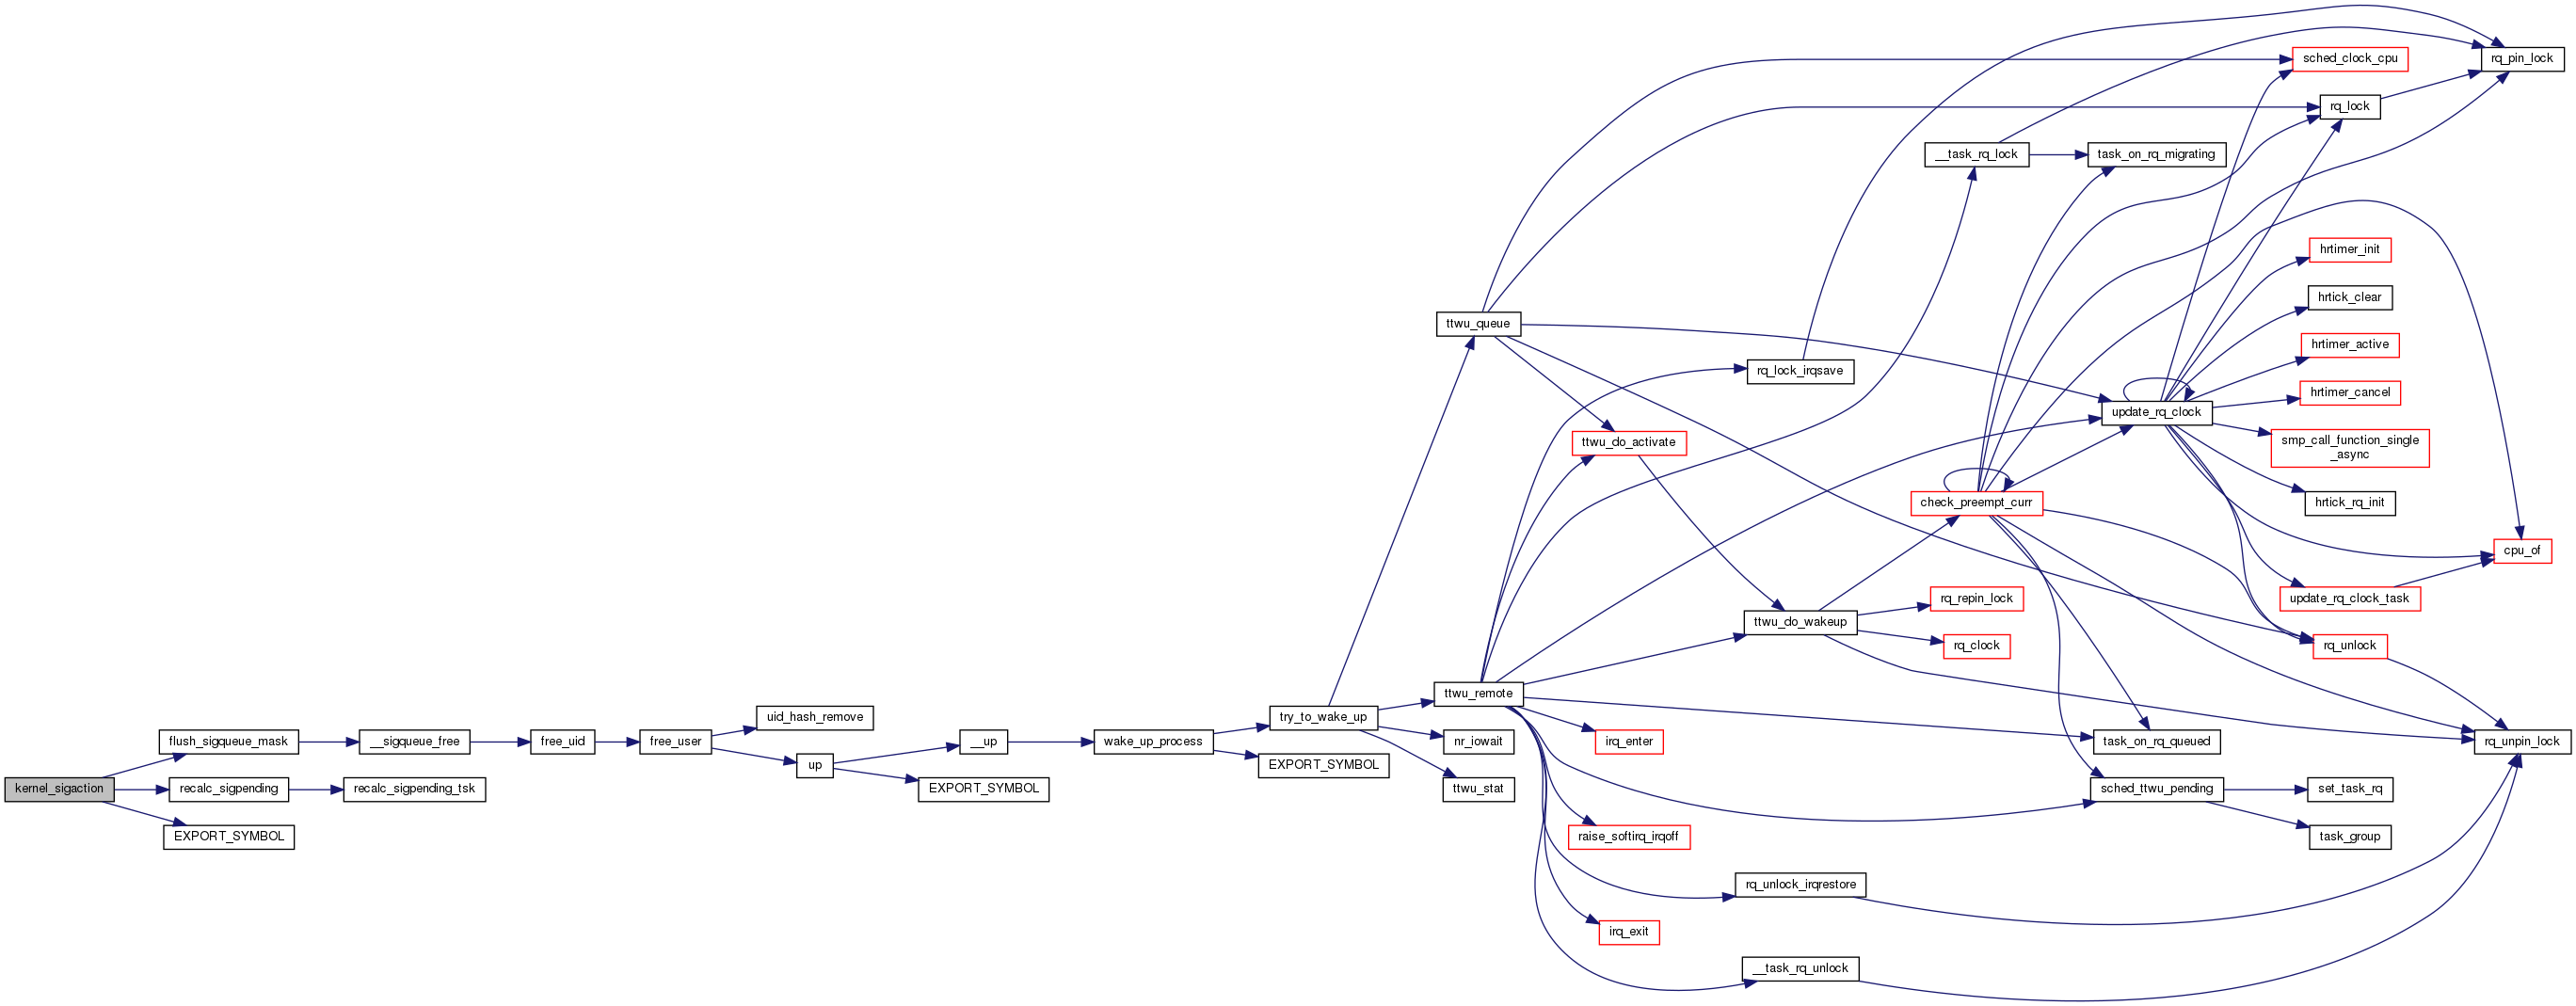 kernel_sigaction
flush_sigqueue_mask
recalc_sigpending
EXPORT_SYMBOL
__sigqueue_free
recalc_sigpending_tsk
free_uid
free_user
uid_hash_remove
up
__up
EXPORT_SYMBOL
wake_up_process
try_to_wake_up
EXPORT_SYMBOL
ttwu_queue
ttwu_remote
nr_iowait
ttwu_stat
ttwu_do_activate
irq_enter
raise_softirq_irqoff
irq_exit
rq_lock_irqsave
ttwu_do_wakeup
rq_unlock_irqrestore
__task_rq_unlock
__task_rq_lock
check_preempt_curr
rq_repin_lock
rq_clock
task_on_rq_migrating
update_rq_clock
task_on_rq_queued
sched_ttwu_pending
sched_clock_cpu
rq_lock
hrtimer_init
hrtick_clear
hrtimer_active
hrtimer_cancel
smp_call_function_single
_async
hrtick_rq_init
update_rq_clock_task
rq_unlock
set_task_rq
task_group
rq_pin_lock
cpu_of
rq_unpin_lock